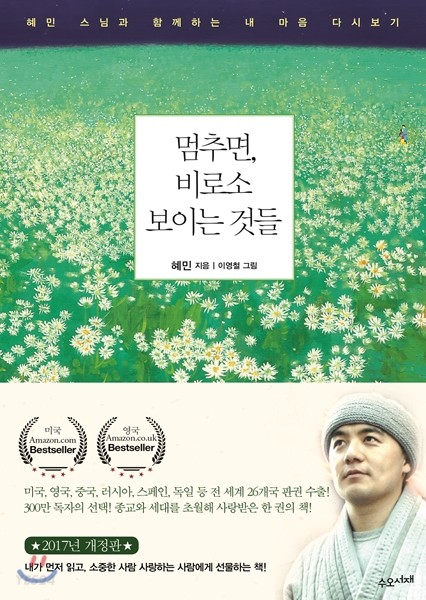 혜민 스님과 함께하는 내 마음 다시보기
멈추면,
비로소
보이는 것들
혜민 지음 | 이영철 그림
미국
Amazon.com
Bestseller
영국
Amazon.co.uk
Bestseller
미국, 영국, 중국, 러시아, 스페인, 독일 등 전 세계 26개국 판권 수출!
300만 독자의 선택! 종교와 세대를 초월해 사랑받은 한 권의 책!
★2017년 개정판★
내가 먼저 읽고, 소중한 사람 사랑하는 사람에게 선물하는 책!
수오서재